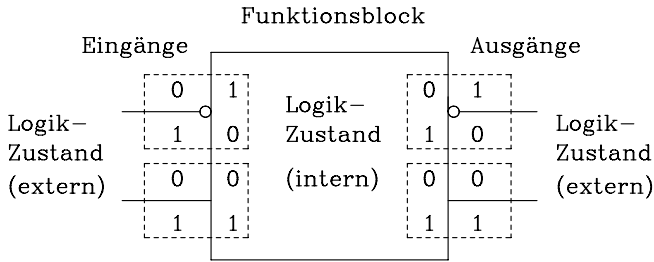 Funktionsblock
Eingänge
Ausgänge
0 1
0 1
1 0
1 0
Logik–
Zustand
(extern)
Logik–
Zustand
(intern)
Logik–
Zustand
(extern)
0 0
0 0
1 1
1 1